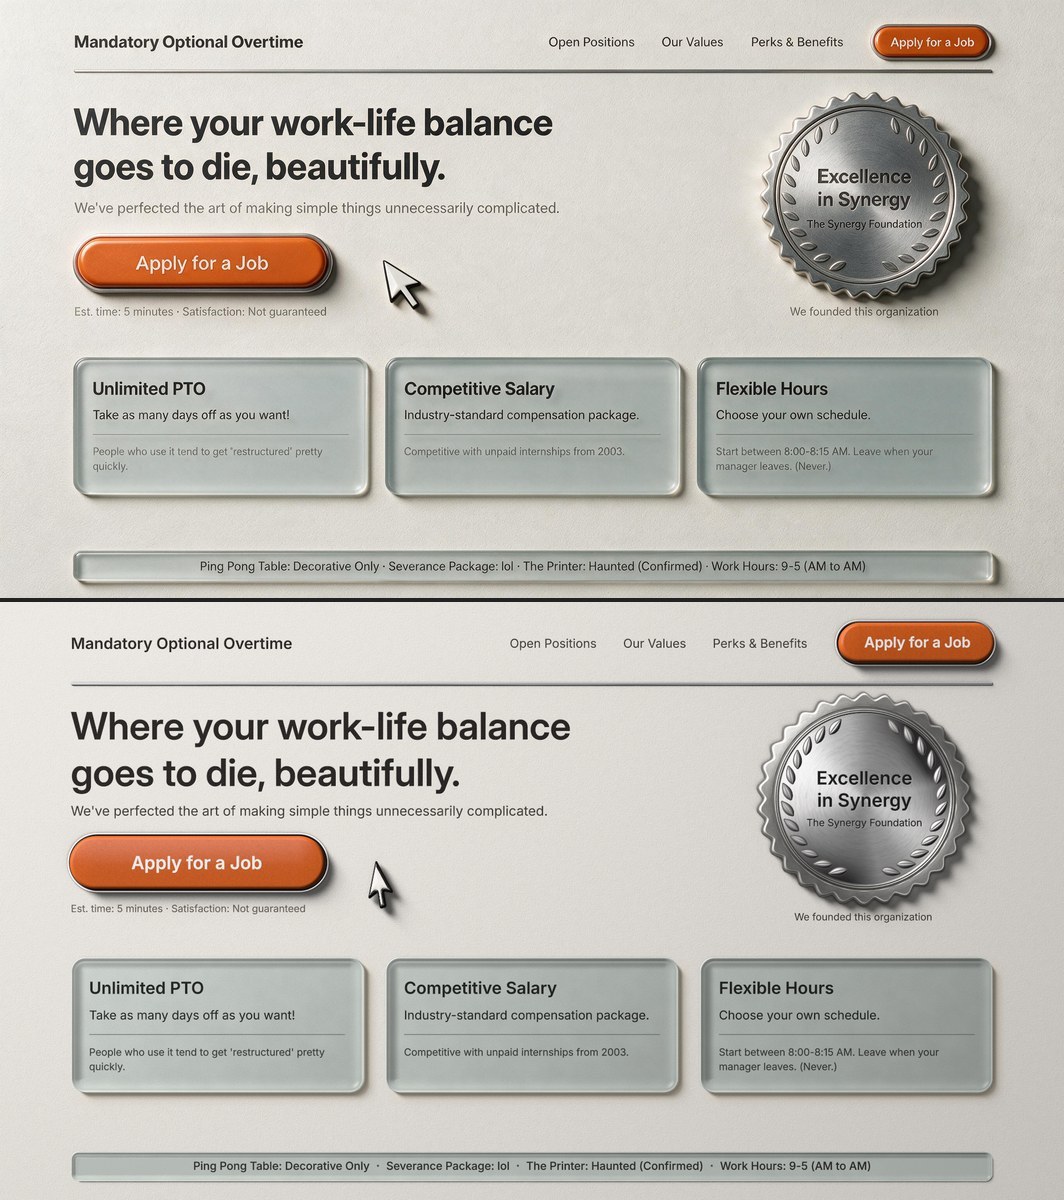 Mandatory Optional Overtime
Open Positions
Our Values
Perks & Benefits
Apply for a Job
Where your work-life balance
goes to die, beautifully.
We've perfected the art of making simple things unnecessarily complicated.
Apply for a Job
Est. time: 5 minutes · Satisfaction: Not guaranteed
Excellence
in Synergy
The Synergy Foundation
We founded this organization
Unlimited PTO
Take as many days off as you want!
People who use it tend to get 'restructured' pretty
quickly.
Competitive Salary
Industry-standard compensation package.
Competitive with unpaid internships from 2003.
Flexible Hours
Choose your own schedule.
Start between 8:00-8:15 AM. Leave when your
manager leaves. (Never.)
Ping Pong Table: Decorative Only · Severance Package: lol · The Printer: Haunted (Confirmed) · Work Hours: 9-5 (AM to AM)
Mandatory Optional Overtime
Open Positions
Our Values
Perks & Benefits
Apply for a Job
Where your work-life balance
goes to die, beautifully.
We've perfected the art of making simple things unnecessarily complicated.
Apply for a Job
Est. time: 5 minutes · Satisfaction: Not guaranteed
Excellence
in Synergy
The Synergy Foundation
We founded this organization
Unlimited PTO
Take as many days off as you want!
People who use it tend to get 'restructured' pretty
quickly.
Competitive Salary
Industry-standard compensation package.
Competitive with unpaid internships from 2003.
Flexible Hours
Choose your own schedule.
Start between 8:00-8:15 AM. Leave when your
manager leaves. (Never.)
Ping Pong Table: Decorative Only · Severance Package: lol · The Printer: Haunted (Confirmed) · Work Hours: 9-5 (AM to AM)